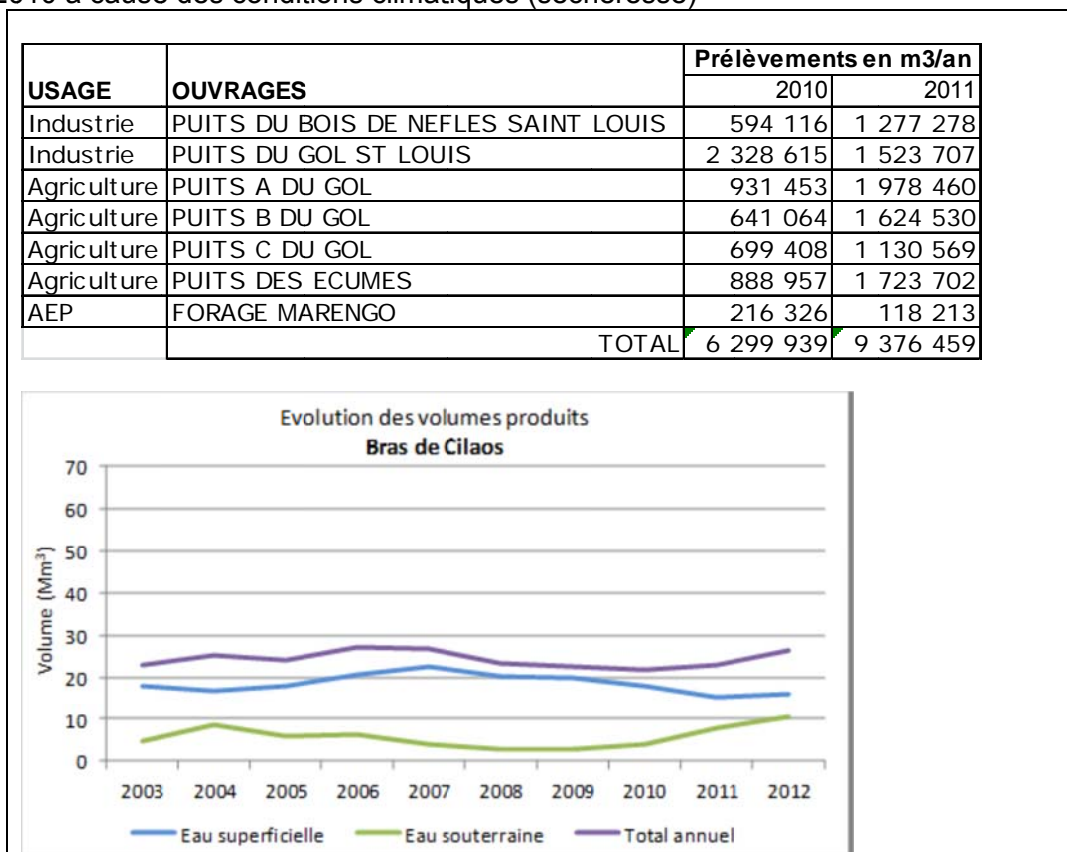 2010 à cause des conditions climatiques (sécheresse)
Prélèvements en m3/an
USAGE OUVRAGES 2010 2011
Industrie PUITS DU BOIS DE NEFLES SAINT LOUIS 594 116 1 277 278
Industrie PUITS DU GOL ST LOUIS 2 328 615 1 523 707
Agriculture PUITS A DU GOL 931 453 1 978 460
Agriculture PUITS B DU GOL 641 064 1 624 530
Agriculture PUITS C DU GOL 699 408 1 130 569
Agriculture PUITS DES ECUMES 888 957 1 723 702
AEP FORAGE MARENGO 216 326 118 213
TOTAL 6 299 939 9 376 459
Evolution des volumes produits
Bras de Cilaos
Volume (Mm³)
70
60
50
40
30
20
10
0
2003 2004 2005 2006 2007 2008 2009 2010 2011 2012
Eau superficielle Eau souterraine Total annuel